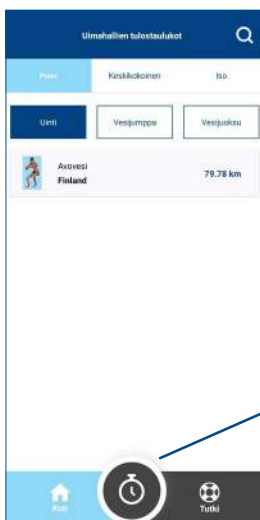 Uimahallien tulostaulukot
Pieni Keskikokoinen Iso
Uinti Vesijumppa Vesijuoksu
Avovesi
Finland
79.78 km
Koti Tutki